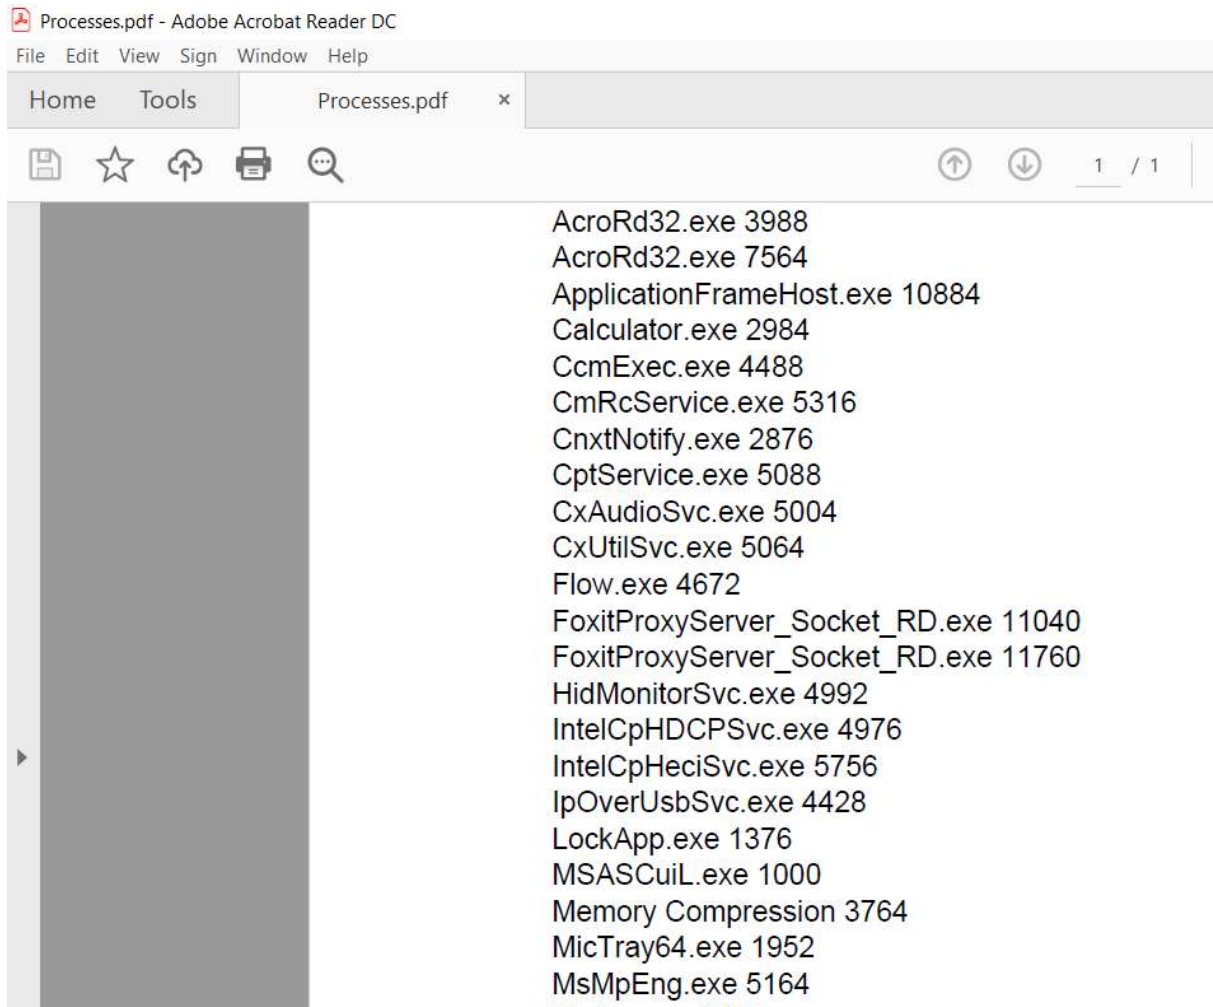 Processes.pdf - Adobe Acrobat Reader DC
File Edit View Sign Window Help
Home Tools Processes.pdf ×
1 / 1
AcroRd32.exe 3988
AcroRd32.exe 7564
ApplicationFrameHost.exe 10884
Calculator.exe 2984
CcmExec.exe 4488
CmRcService.exe 5316
CnxtNotify.exe 2876
CptService.exe 5088
CxAudioSvc.exe 5004
CxUtilSvc.exe 5064
Flow.exe 4672
FoxitProxyServer_Socket_RD.exe 11040
FoxitProxyServer_Socket_RD.exe 11760
HidMonitorSvc.exe 4992
IntelCpHDCPSvc.exe 4976
IntelCpHeciSvc.exe 5756
IpOverUsbSvc.exe 4428
LockApp.exe 1376
MSASCuiL.exe 1000
Memory Compression 3764
MicTray64.exe 1952
MsMpEng.exe 5164